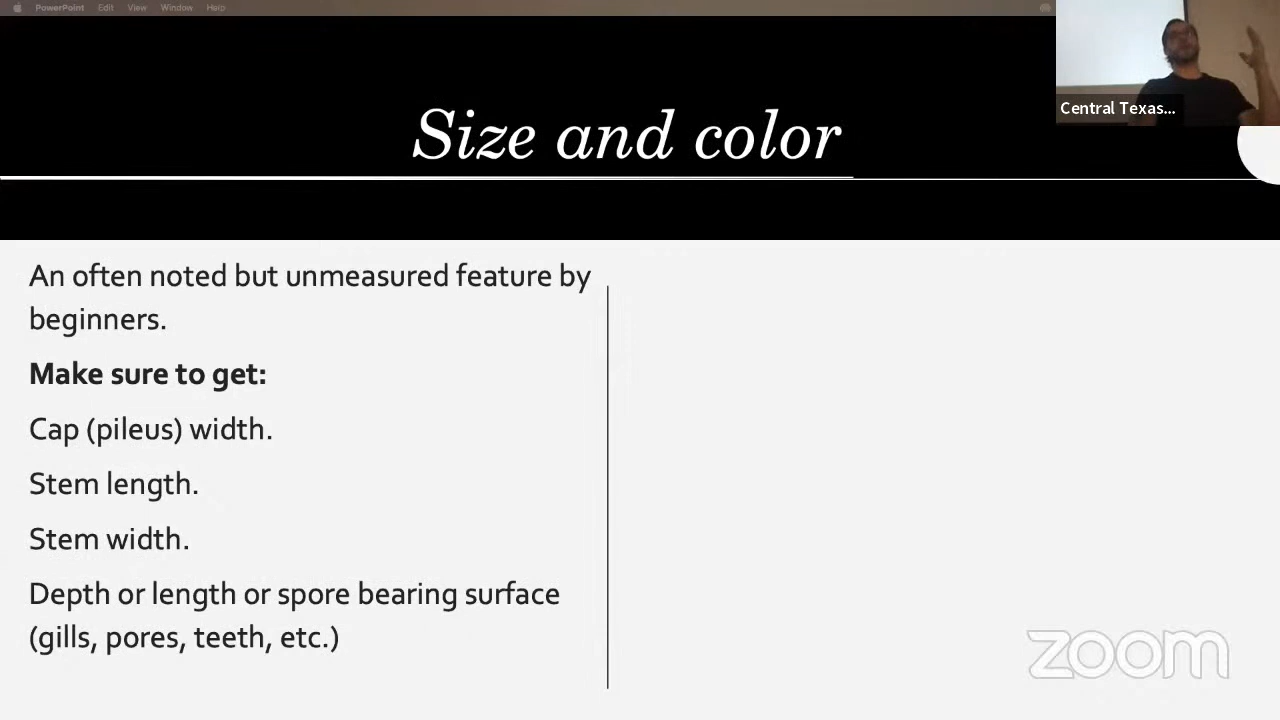 PowerPoint Edit View Window Help
Central Texas...
Size and color
An often noted but unmeasured feature by
beginners.
Make sure to get:
Cap (pileus) width.
Stem length.
Stem width.
Depth or length or spore bearing surface
(gills, pores, teeth, etc.)
zoom